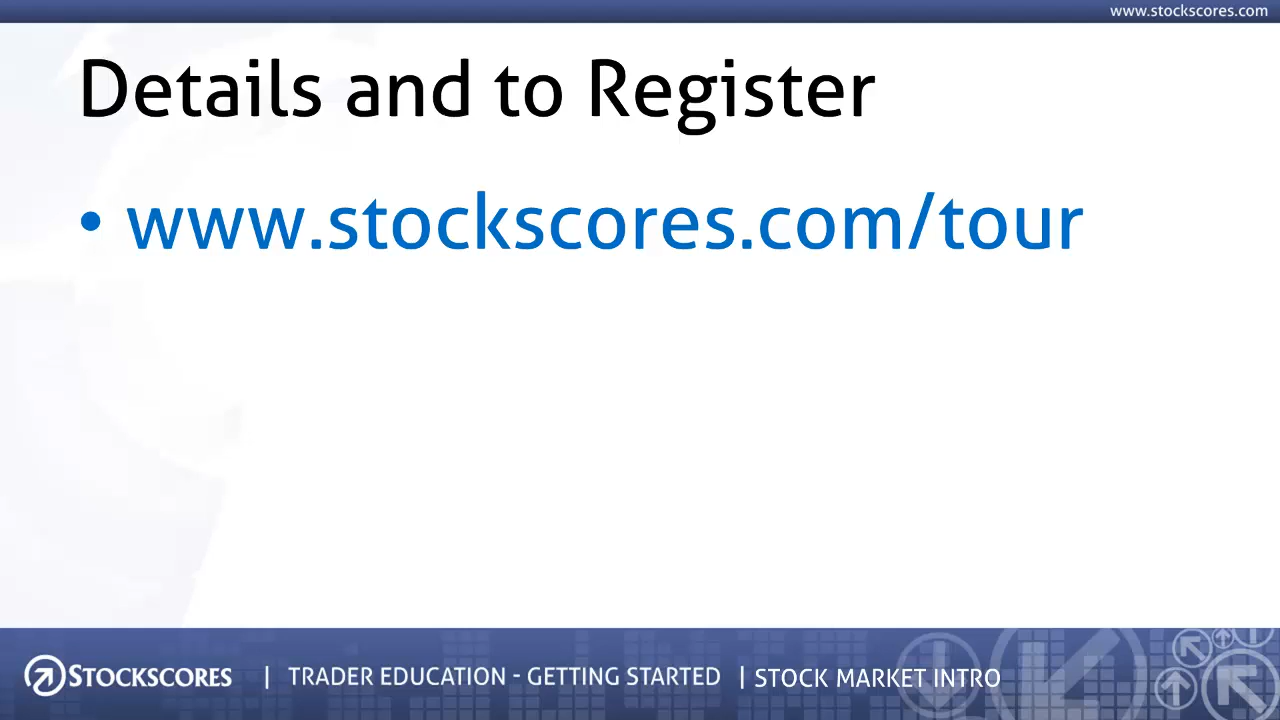 www.stockscores.com
Details and to Register
• www.stockscores.com/tour
STOCKSCORES | TRADER EDUCATION - GETTING STARTED | STOCK MARKET INTRO